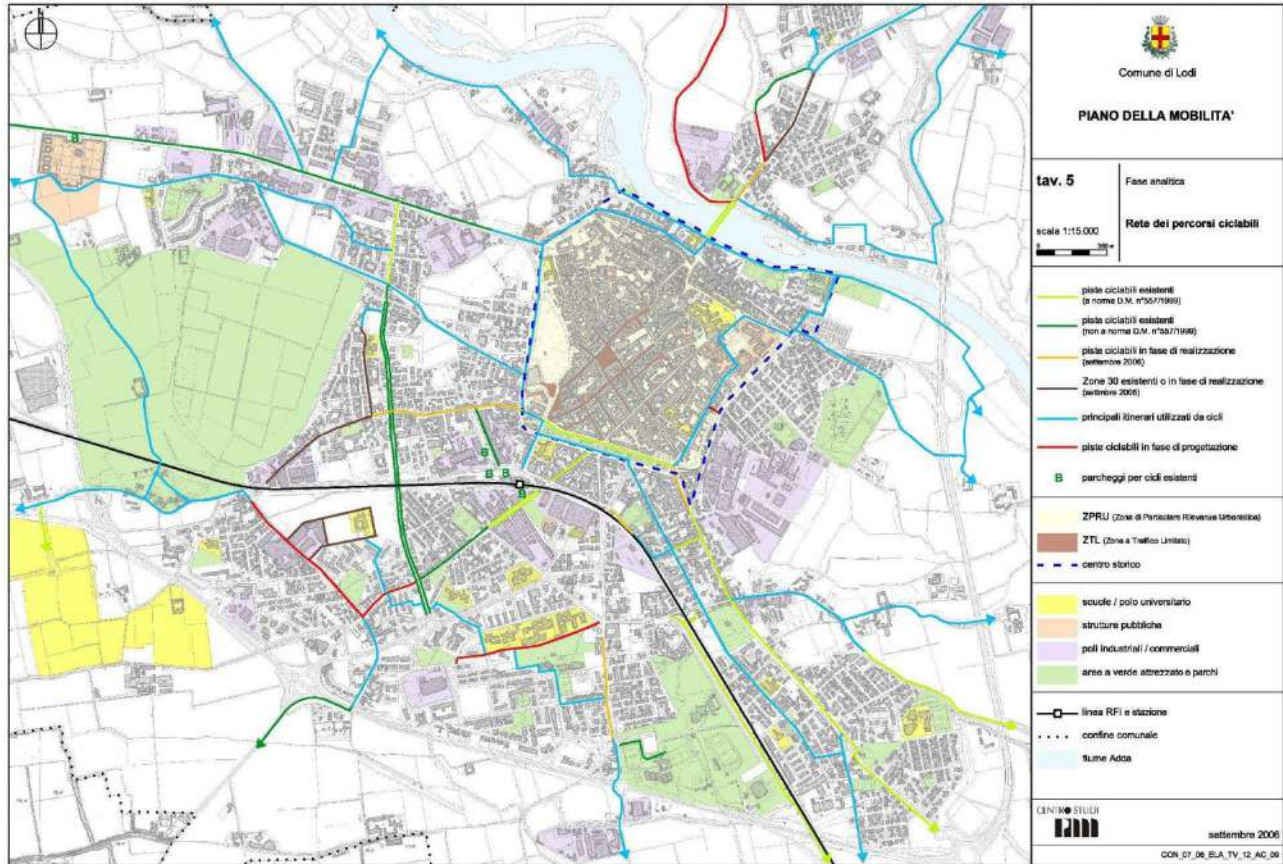 Comune di Lodi
PIANO DELLA MOBILITA'
tav. 5
Fase analitica
Rete dei percorsi ciclabili
scala 1:15.000
0
piste ciclabili esistenti
(a norma D.M. n°557/1999)
piste ciclabili esistenti
(non a norma D.M. n°557/1999)
piste ciclabili in fase di realizzazione
(settembre 2006)
Zone 30 esistenti o in fase di realizzazione
principali itinerari utilizzati da cicli
piste ciclabili in fase di progettazione
B parcheggi per cicli esistenti
ZPRU (Zona di Particolare Rilevanza Urbanistica)
ZTL (Zona a Traffico Limitato)
centro storico
scuole / polo universitario
strutture pubbliche
poli industriali / commerciali
aree a verde attrezzato e parchi
linea RFI e stazione
confine comunale
fiume Adda
CENTRO STUDI
settembre 2006
CON_07_06_ELA_TV_12_AC_
B
B
B B
B